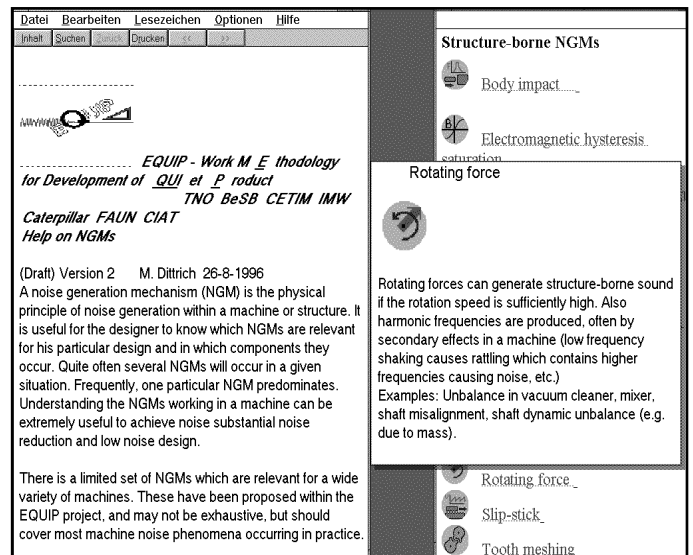 Datei Bearbeiten Lesezeichen Optionen Hilfe
Inhalt Suchen Zurück Drucken << >>
EQUIP - Work M E thodology
for Development of QUI et P roduct
TNO BeSB CETIM IMW
Caterpillar FAUN CIAT
Help on NGMs
(Draft) Version 2 M. Dittrich 26-8-1996
A noise generation mechanism (NGM) is the physical
principle of noise generation within a machine or structure. It
is useful for the designer to know which NGMs are relevant
for his particular design and in which components they
occur. Quite often several NGMs will occur in a given
situation. Frequently, one particular NGM predominates.
Understanding the NGMs working in a machine can be
extremely useful to achieve noise substantial noise
reduction and low noise design.
There is a limited set of NGMs which are relevant for a wide
variety of machines. These have been proposed within the
EQUIP project, and may not be exhaustive, but should
cover most machine noise phenomena occurring in practice.
Structure-borne NGMs
Body impact
Electromagnetic hysteresis
saturation
Rotating force
Rotating forces can generate structure-borne sound
if the rotation speed is sufficiently high. Also
harmonic frequencies are produced, often by
secondary effects in a machine (low frequency
shaking causes rattling which contains higher
frequencies causing noise, etc.)
Examples: Unbalance in vacuum cleaner, mixer,
shaft misalignment, shaft dynamic unbalance (e.g.
due to mass).
Rotating force
Slip-stick
Tooth meshing